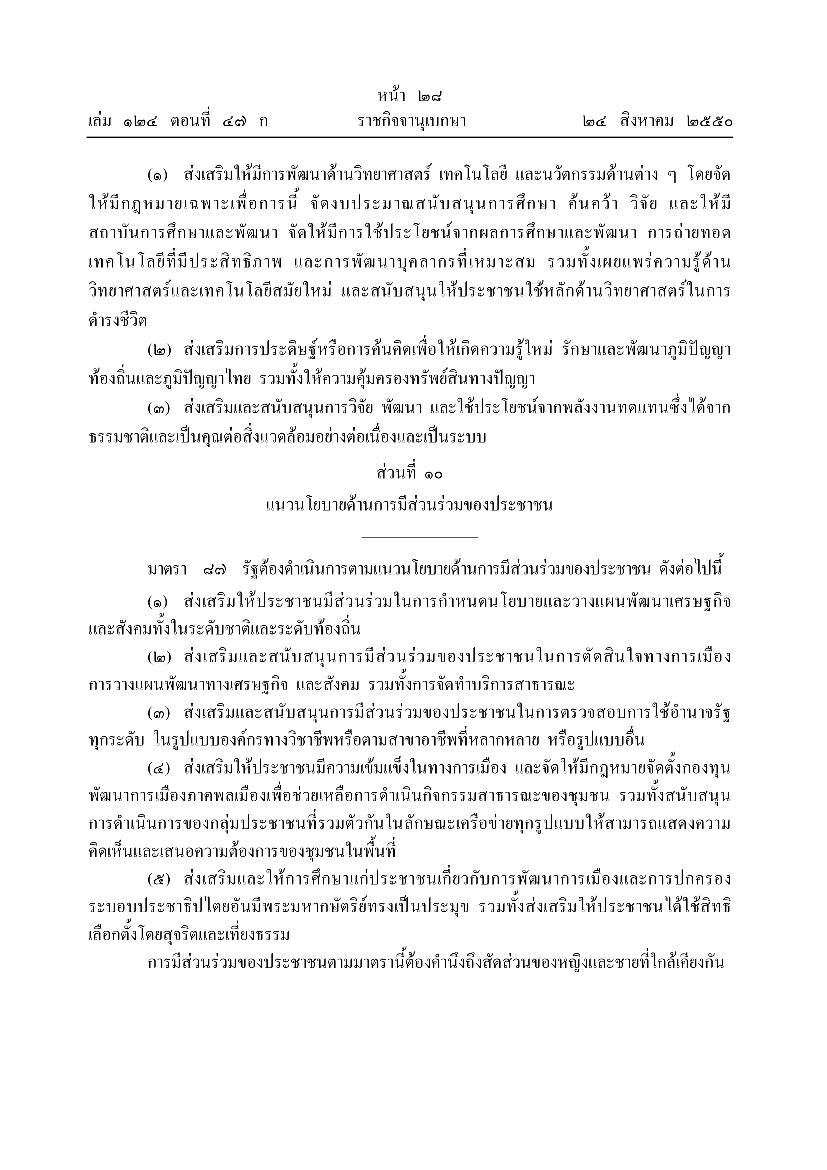 หน้า ๒๘
เล่ม ๑๒๔ ตอนที่ ๔๗ ก ราชกิจจานุเบกษา ๒๔ สิงหาคม ๒๕๕๐
(๑) ส่งเสริมให้มีการพัฒนาด้านวิทยาศาสตร์ เทคโนโลยี และนวัตกรรมด้านต่าง ๆ โดยจัด
ให้มีกฎหมายเฉพาะเพื่อการนี้ จัดงบประมาณสนับสนุนการศึกษา ค้นคว้า วิจัย และให้มี
สถาบันการศึกษาและพัฒนา จัดให้มีการใช้ประโยชน์จากผลการศึกษาและพัฒนา การถ่ายทอด
เทคโนโลยีที่มีประสิทธิภาพ และการพัฒนาบุคลากรที่เหมาะสม รวมทั้งเผยแพร่ความรู้ด้าน
วิทยาศาสตร์และเทคโนโลยีสมัยใหม่ และสนับสนุนให้ประชาชนใช้หลักด้านวิทยาศาสตร์ในการ
ดำรงชีวิต
(๒) ส่งเสริมการประดิษฐ์หรือการค้นคิดเพื่อให้เกิดความรู้ใหม่ รักษาและพัฒนาภูมิปัญญา
ท้องถิ่นและภูมิปัญญาไทย รวมทั้งให้ความคุ้มครองทรัพย์สินทางปัญญา
(๓) ส่งเสริมและสนับสนุนการวิจัย พัฒนา และใช้ประโยชน์จากพลังงานทดแทนซึ่งได้จาก
ธรรมชาติและเป็นคุณต่อสิ่งแวดล้อมอย่างต่อเนื่องและเป็นระบบ
ส่วนที่ ๑๐
แนวนโยบายด้านการมีส่วนร่วมของประชาชน
มาตรา ๘๗ รัฐต้องดำเนินการตามแนวนโยบายด้านการมีส่วนร่วมของประชาชน ดังต่อไปนี้
(๑) ส่งเสริมให้ประชาชนมีส่วนร่วมในการกำหนดนโยบายและวางแผนพัฒนาเศรษฐกิจ
และสังคมทั้งในระดับชาติและระดับท้องถิ่น
(๒) ส่งเสริมและสนับสนุนการมีส่วนร่วมของประชาชนในการตัดสินใจทางการเมือง
การวางแผนพัฒนาทางเศรษฐกิจ และสังคม รวมทั้งการจัดทำบริการสาธารณะ
(๓) ส่งเสริมและสนับสนุนการมีส่วนร่วมของประชาชนในการตรวจสอบการใช้อำนาจรัฐ
ทุกระดับ ในรูปแบบองค์กรทางวิชาชีพหรือตามสาขาอาชีพที่หลากหลาย หรือรูปแบบอื่น
(๔) ส่งเสริมให้ประชาชนมีความเข้มแข็งในทางการเมือง และจัดให้มีกฎหมายจัดตั้งกองทุน
พัฒนาการเมืองภาคพลเมืองเพื่อช่วยเหลือการดำเนินกิจกรรมสาธารณะของชุมชน รวมทั้งสนับสนุน
การดำเนินการของกลุ่มประชาชนที่รวมตัวกันในลักษณะเครือข่ายทุกรูปแบบให้สามารถแสดงความ
คิดเห็นและเสนอความต้องการของชุมชนในพื้นที่
(๕) ส่งเสริมและให้การศึกษาแก่ประชาชนเกี่ยวกับการพัฒนาการเมืองและการปกครอง
ระบอบประชาธิปไตยอันมีพระมหากษัตริย์ทรงเป็นประมุข รวมทั้งส่งเสริมให้ประชาชนได้ใช้สิทธิ
เลือกตั้งโดยสุจริตและเที่ยงธรรม
การมีส่วนร่วมของประชาชนตามมาตรานี้ต้องคำนึงถึงสัดส่วนของหญิงและชายที่ใกล้เคียงกัน